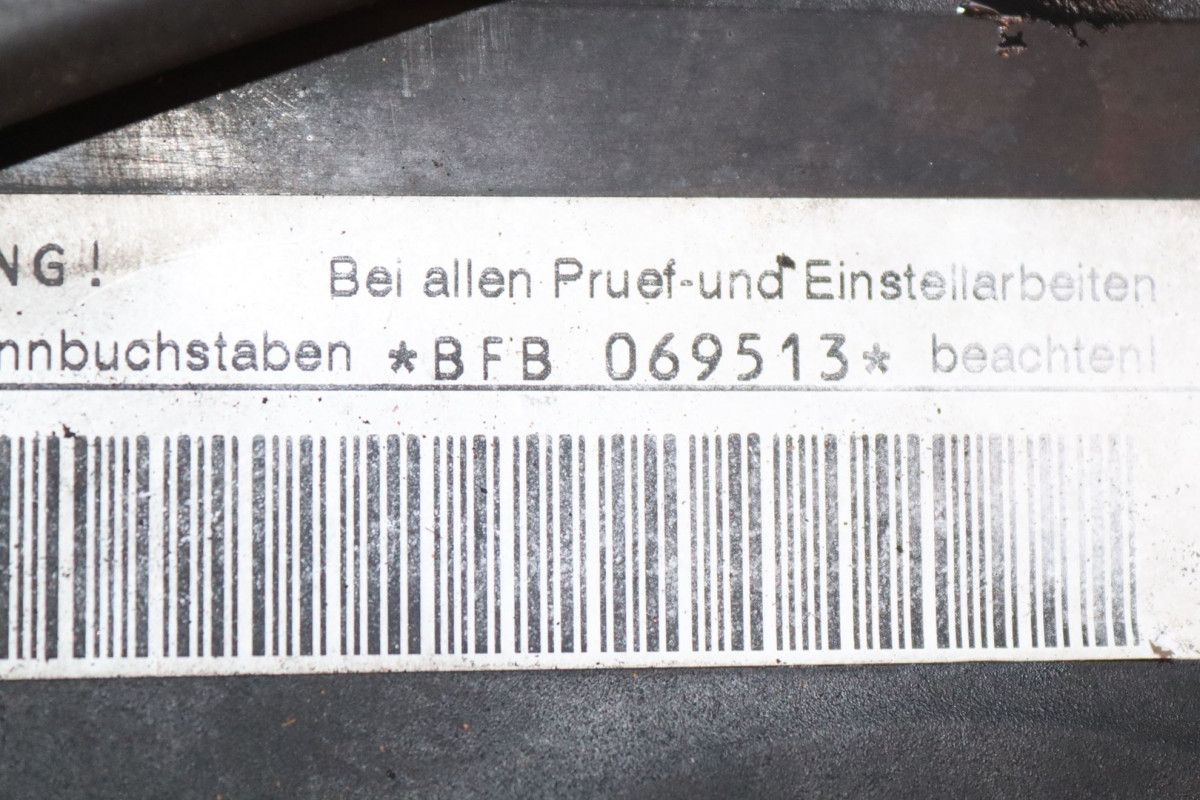 NG! Bei allen Pruef-und Einstellarbeiten
nnbuchstaben *BFB 069513* beachten!